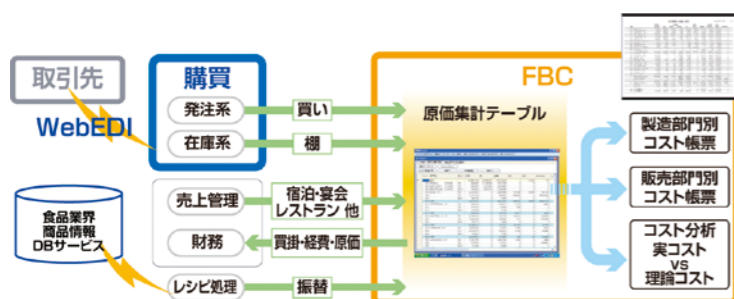 取引先
WebEDI
購買
発注系
在庫系
買い
棚
売上管理
財務
宿泊・宴会
レストラン 他
買掛・経費・原価
食品業界
商品情報
DBサービス
レシピ処理
振替
FBC
原価集計テーブル
製造部門別
コスト帳票
販売部門別
コスト帳票
コスト分析
実コスト
VS
理論コスト